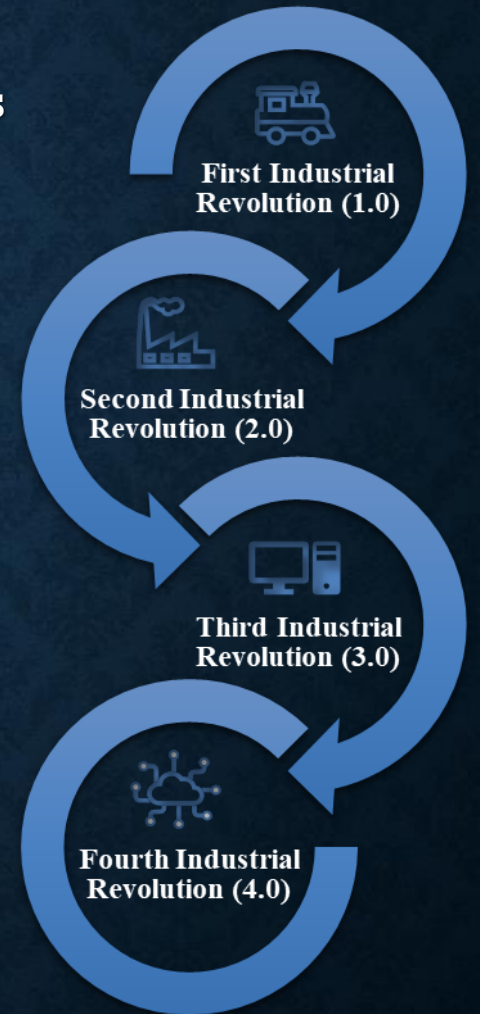 First Industrial
Revolution (1.0)
Second Industrial
Revolution (2.0)
Third Industrial
Revolution (3.0)
Fourth Industrial
Revolution (4.0)